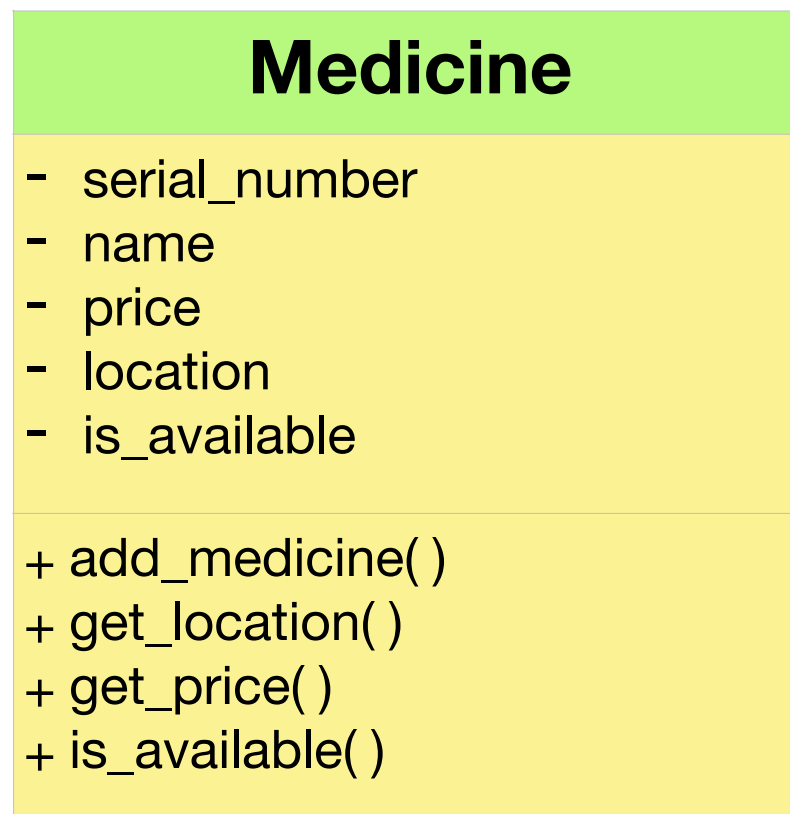 Medicine
- serial_number
- name
- price
- location
- is_available
+ add_medicine( )
+ get_location( )
+ get_price( )
+ is_available( )